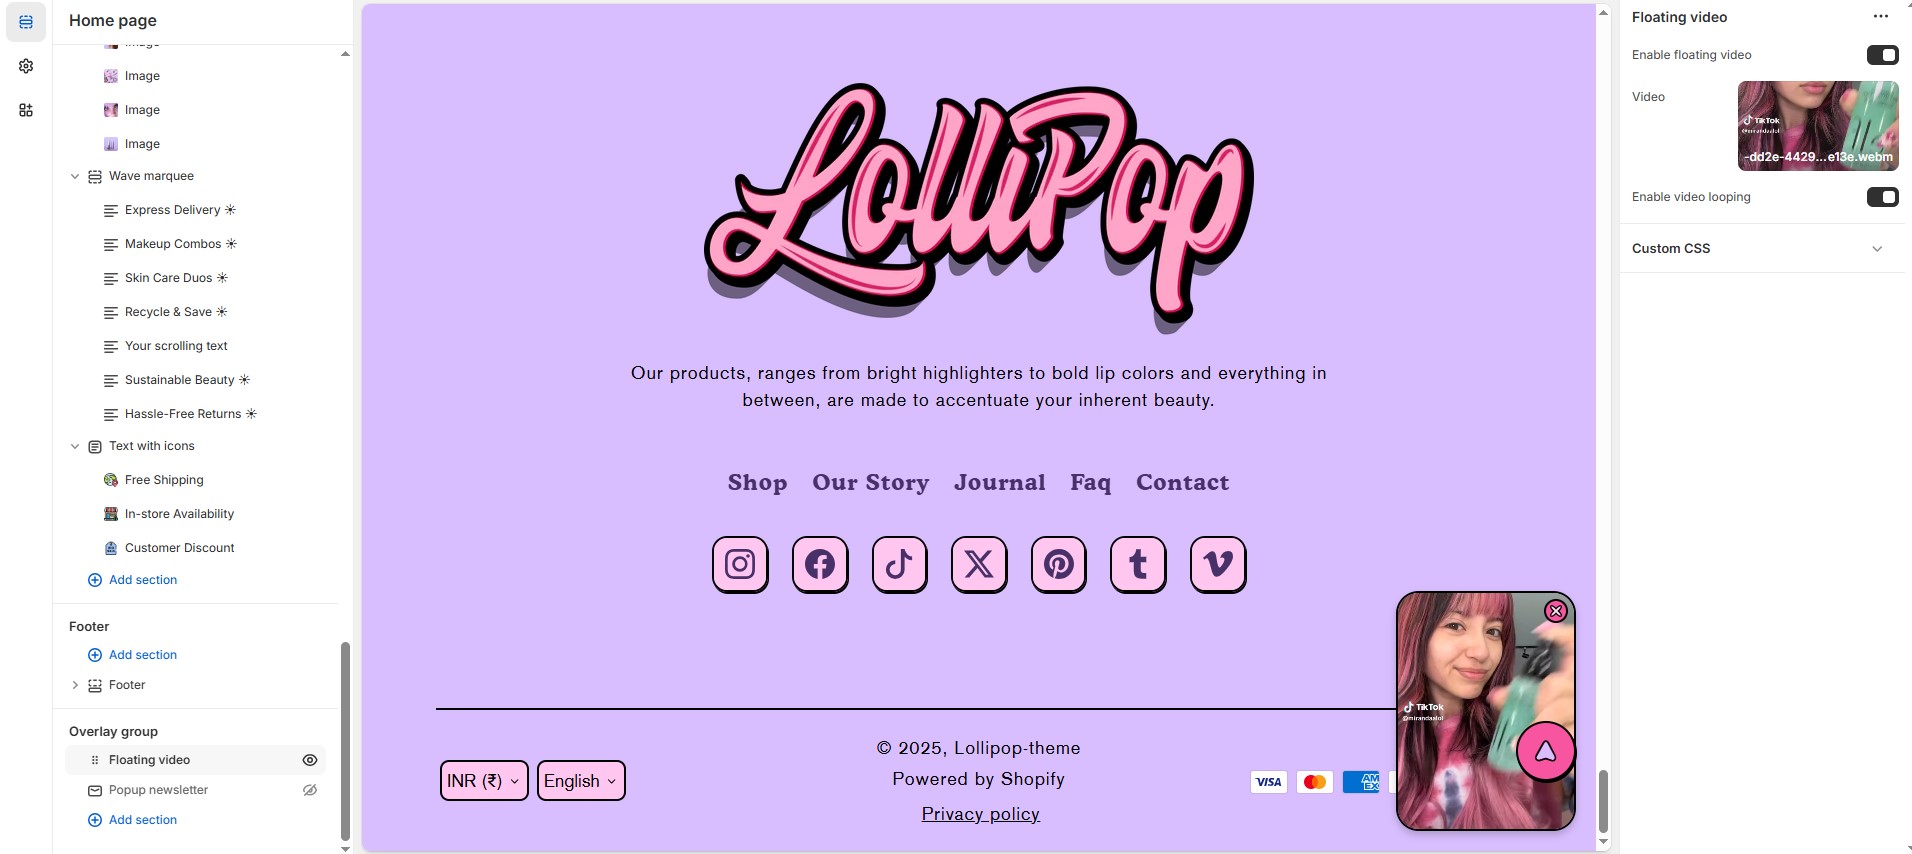 Home page
Image
Image
Image
Image
Wave marquee
Express Delivery ☀
Makeup Combos ☀
Skin Care Duos ☀
Recycle & Save ☀
Your scrolling text
Sustainable Beauty ☀
Hassle-Free Returns ☀
Text with icons
Free Shipping
In-store Availability
Customer Discount
Add section
Footer
Add section
Footer
Overlay group
Floating video
Popup newsletter
Add section
LolliPop
Our products, ranges from bright highlighters to bold lip colors and everything in
between, are made to accentuate your inherent beauty.
Shop Our Story Journal Faq Contact
© 2025, Lollipop-theme
Powered by Shopify
Privacy policy
INR (₹)
English
VISA
AM
EX
TikTok
@mirandaalol
Floating video
Enable floating video
Video
TikTok
@mirandaalol
-dd2e-4429...e13e.webm
Enable video looping
Custom CSS